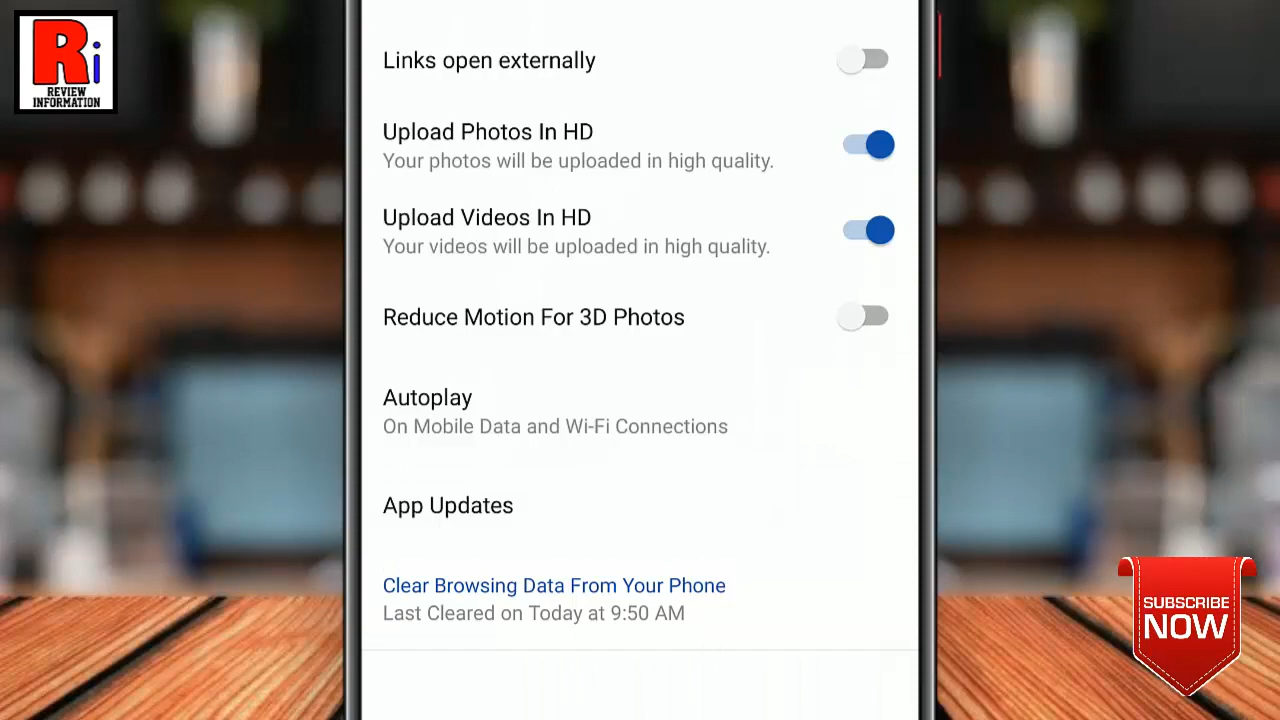 Ri
REVIEW
INFORMATION
Links open externally
Upload Photos In HD
Your photos will be uploaded in high quality.
Upload Videos In HD
Your videos will be uploaded in high quality.
Reduce Motion For 3D Photos
Autoplay
On Mobile Data and Wi-Fi Connections
App Updates
Clear Browsing Data From Your Phone
Last Cleared on Today at 9:50 AM
SUBSCRIBE
NOW